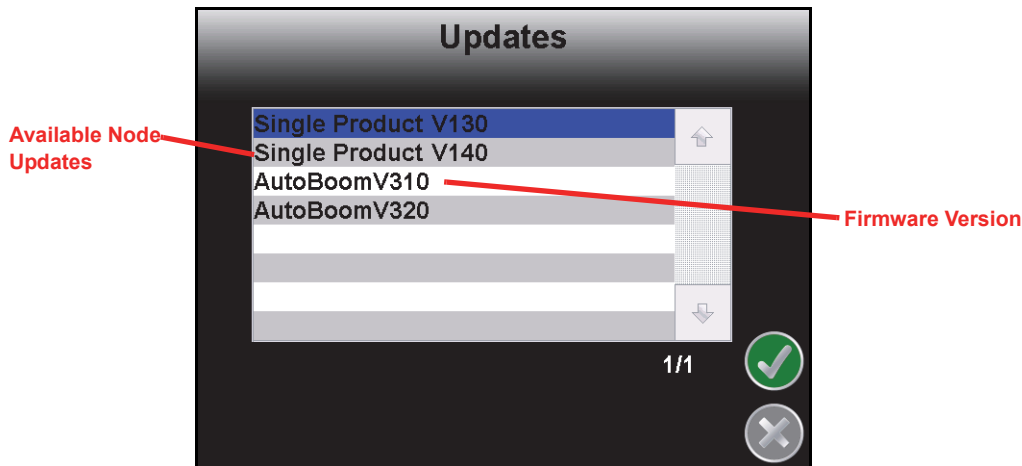 Updates
Available Node
Updates
Single Product V130
Single Product V140
AutoBoomV310
AutoBoomV320
Firmware Version
1/1